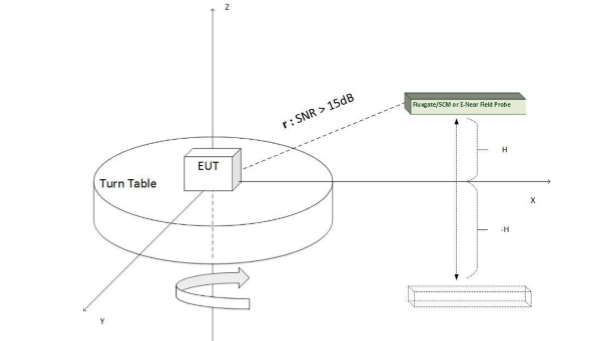 Z
r : SNR > 15dB
Fluxgate/SCM or E-Near Field Probe
EUT
Turn Table
H
X
-H
Y